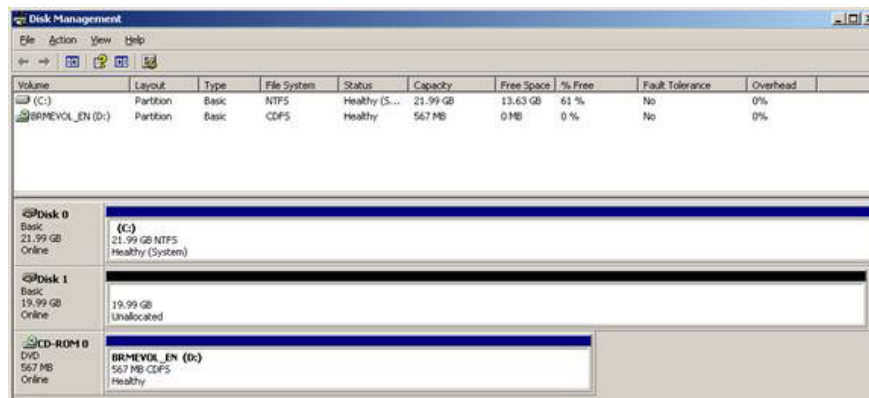 Disk Management
File Action View Help
Volume Layout Type File System Status Capacity Free Space % Free Fault Tolerance Overhead
(C:) Partition Basic NTFS Healthy (S... 21.99 GB 13.63 GB 61 % No 0%
BRMEVOL_EN (D:) Partition Basic CDFS Healthy 567 MB 0 MB 0 % No 0%
Disk 0
Basic
21.99 GB
Online
(C:)
21.99 GB NTFS
Healthy (System)
Disk 1
Basic
19.99 GB
Online
19.99 GB
Unallocated
CD-ROM 0
DVD
567 MB
Online
BRMEVOL_EN (D:)
567 MB CDFS
Healthy